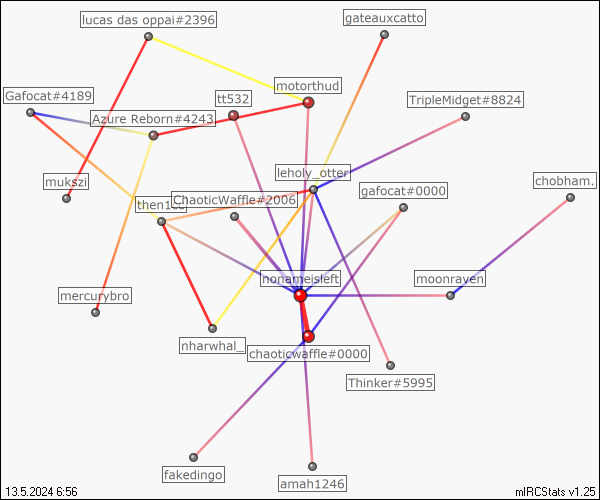 lucas das oppai#2396
gateauxcatto
Gafocat#4189
tt532
motorthud
TripleMidget#8824
Azure Reborn#4243
mukszi
leholy_otter
gafocat#0000
chobham.
ChaoticWaffle#2006
nonameisleft
moonraven
mercurybro
nharwhal_
chaoticwaffle#0000
Thinker#5995
fakedingo
amah1246
13.5.2024 6:56
mIRCStats v1.25